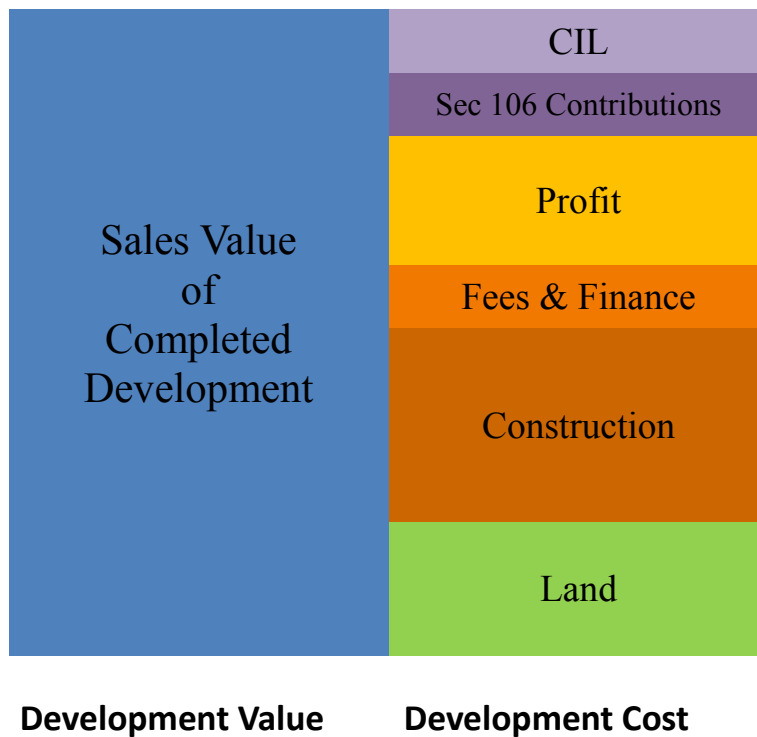 Sales Value
of
Completed
Development
CIL
Sec 106 Contributions
Profit
Fees & Finance
Construction
Land
Development Value
Development Cost